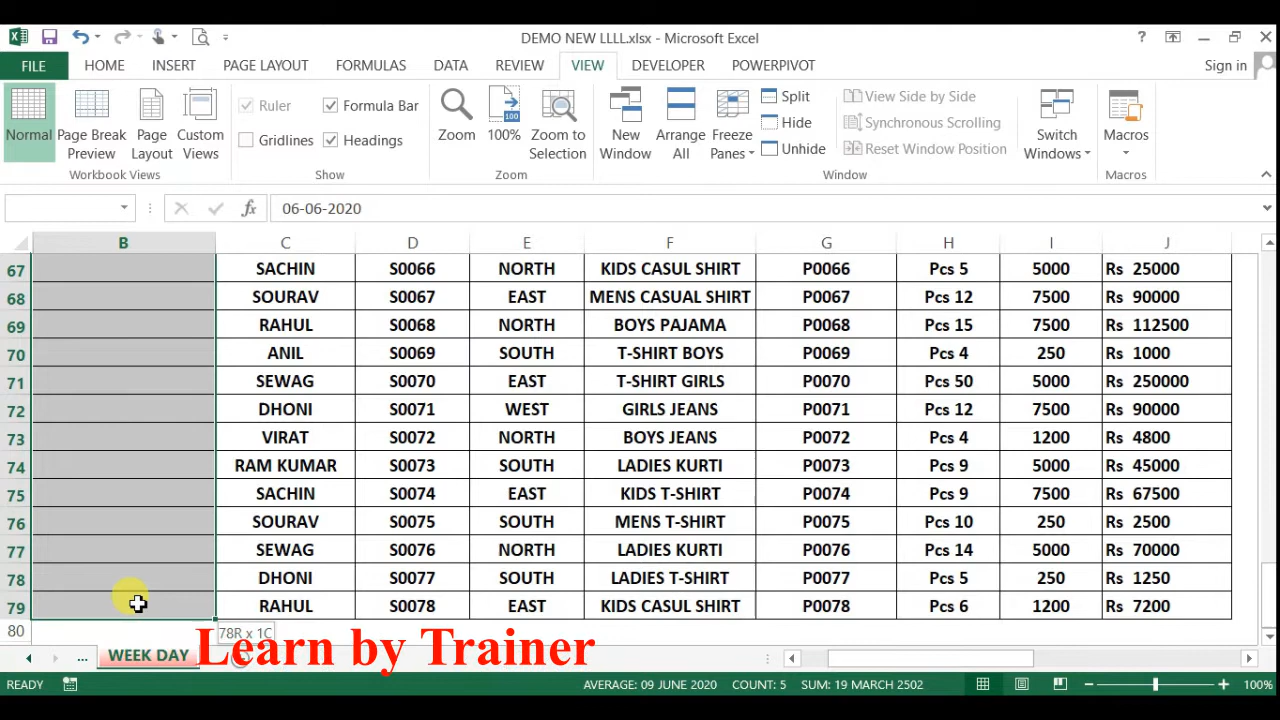 DEMO NEW LLLL.xlsx - Microsoft Excel
FILE HOME INSERT PAGE LAYOUT FORMULAS DATA REVIEW VIEW DEVELOPER POWERPIVOT Sign in
Normal Page Break Preview Page Layout Custom Views
Workbook Views
Ruler Formula Bar
Gridlines Headings
Show
Zoom 100% Zoom to Selection
Zoom
New Window Arrange All Freeze Panes
Split
Hide
Unhide
View Side by Side
Synchronous Scrolling
Reset Window Position
Switch Windows
Window
Macros
Macros
fx 06-06-2020
B C D E F G H I J
67 SACHIN S0066 NORTH KIDS CASUL SHIRT P0066 Pcs 5 5000 Rs 25000
68 SOURAV S0067 EAST MENS CASUAL SHIRT P0067 Pcs 12 7500 Rs 90000
69 RAHUL S0068 NORTH BOYS PAJAMA P0068 Pcs 15 7500 Rs 112500
70 ANIL S0069 SOUTH T-SHIRT BOYS P0069 Pcs 4 250 Rs 1000
71 SEWAG S0070 EAST T-SHIRT GIRLS P0070 Pcs 50 5000 Rs 250000
72 DHONI S0071 WEST GIRLS JEANS P0071 Pcs 12 7500 Rs 90000
73 VIRAT S0072 NORTH BOYS JEANS P0072 Pcs 4 1200 Rs 4800
74 RAM KUMAR S0073 SOUTH LADIES KURTI P0073 Pcs 9 5000 Rs 45000
75 SACHIN S0074 EAST KIDS T-SHIRT P0074 Pcs 9 7500 Rs 67500
76 SOURAV S0075 SOUTH MENS T-SHIRT P0075 Pcs 10 250 Rs 2500
77 SEWAG S0076 NORTH LADIES KURTI P0076 Pcs 14 5000 Rs 70000
78 DHONI S0077 SOUTH LADIES T-SHIRT P0077 Pcs 5 250 Rs 1250
79 RAHUL S0078 EAST KIDS CASUL SHIRT P0078 Pcs 6 1200 Rs 7200
80
78R x 1C
... WEEK DAY
Learn by Trainer
READY AVERAGE: 09 JUNE 2020 COUNT: 5 SUM: 19 MARCH 2502 100%